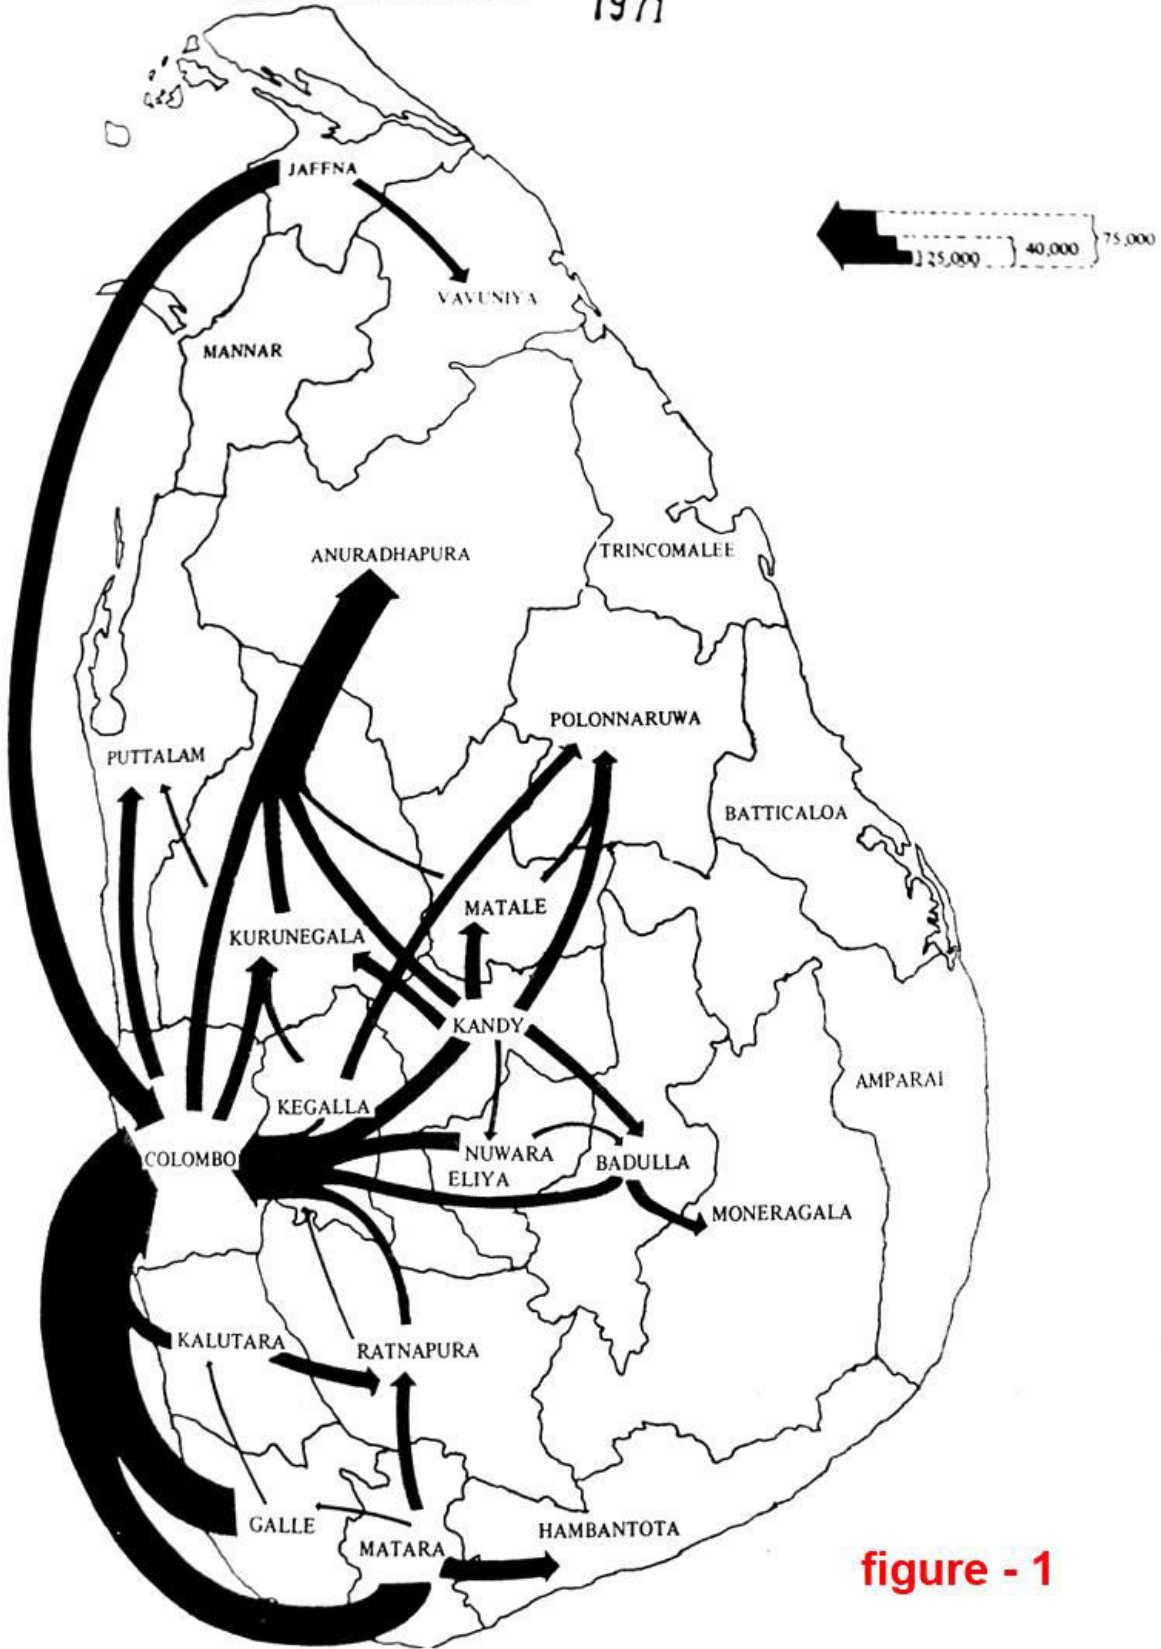 1971
JAFFNA
75,000
40,000
25,000
VAVUNIYA
MANNAR
ANURADHAPURA
TRINCOMALEE
POLONNARUWA
PUTTALAM
BATTICALOA
MATALE
KURUNEGALA
KANDY
AMPARAI
KEGALLA
COLOMBO
NUWARA
ELIYA
BADULLA
MONERAGALA
KALUTARA
RATNAPURA
GALLE
HAMBANTOTA
MATARA
figure - 1